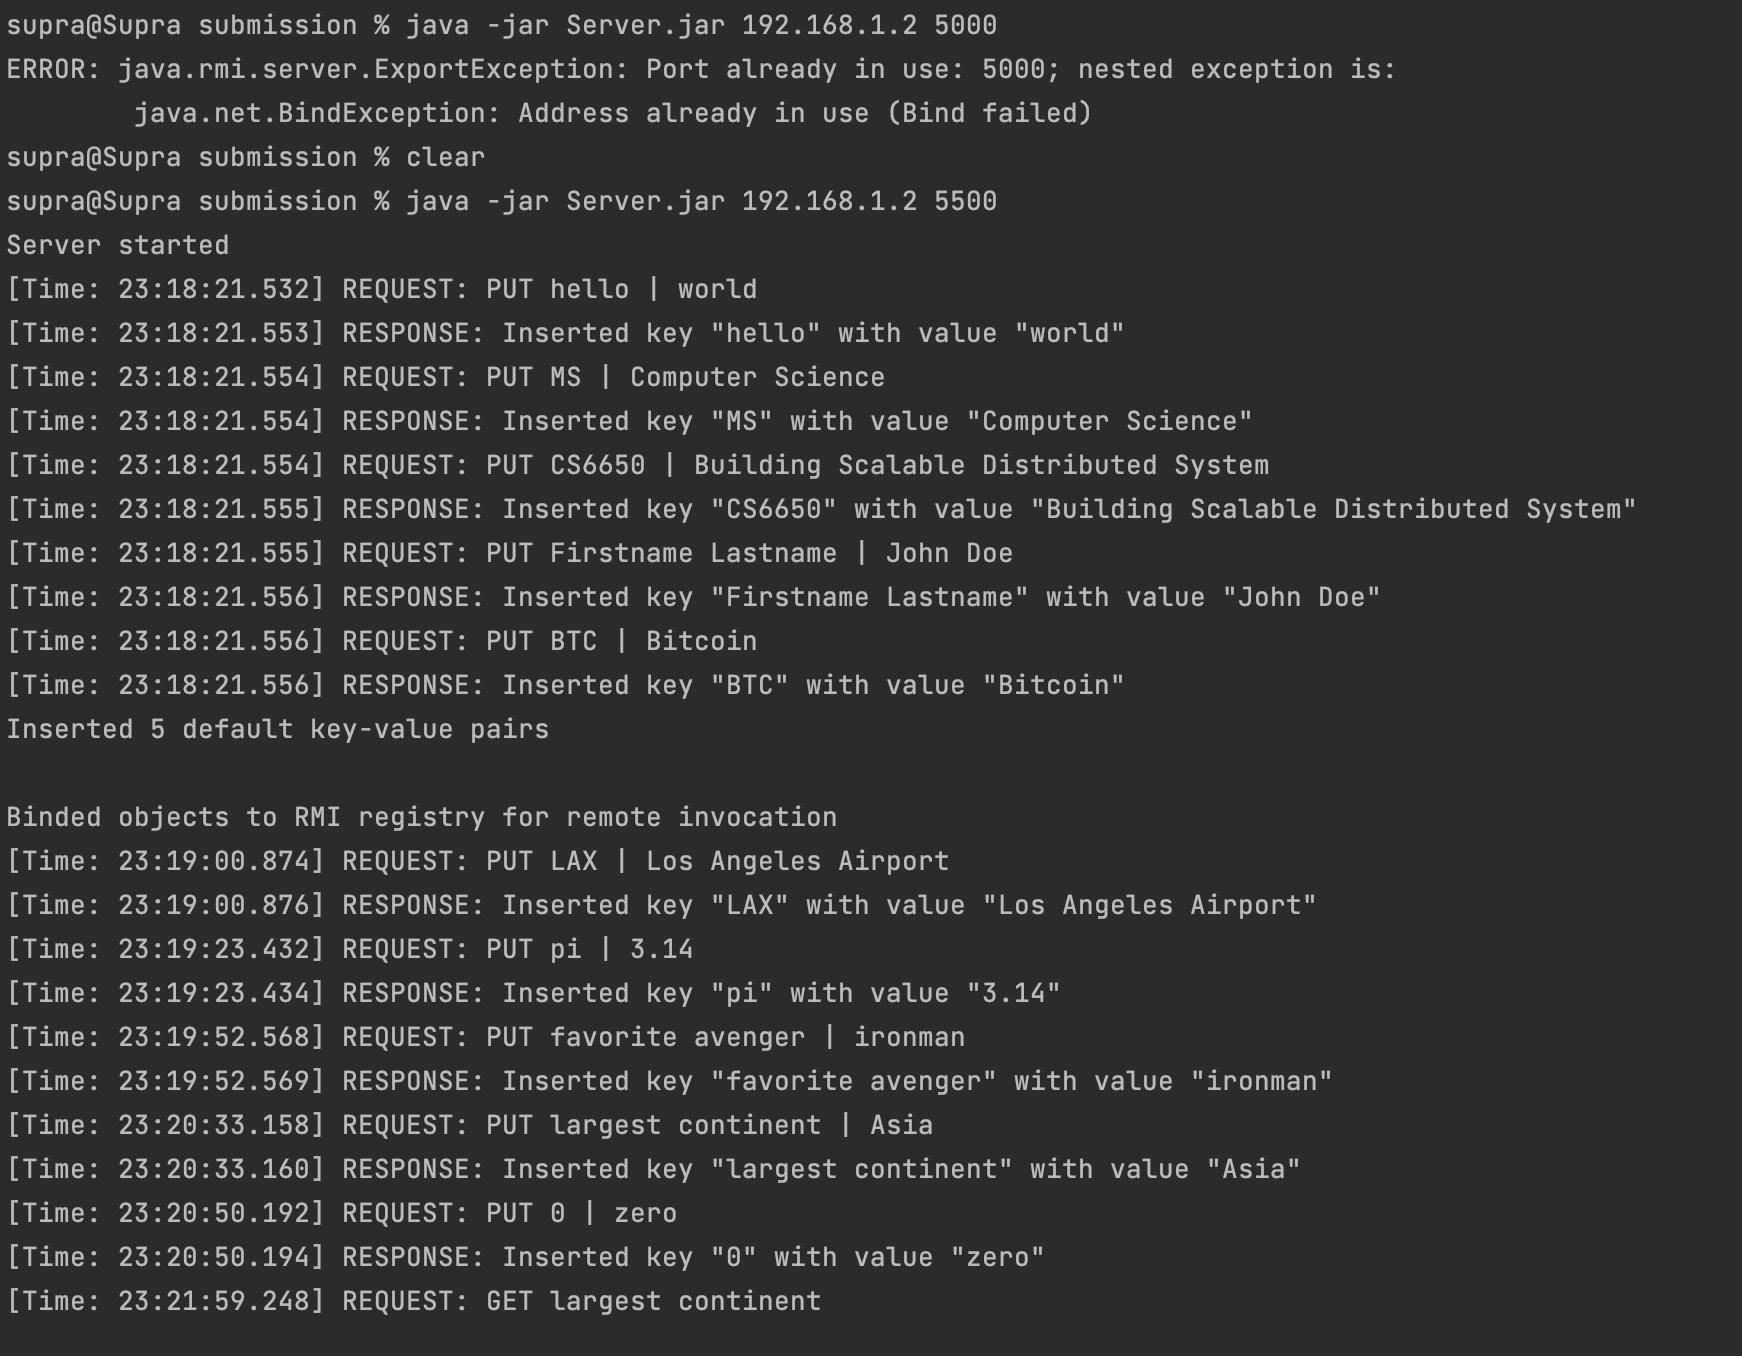 supra@Supra submission % java -jar Server.jar 192.168.1.2 5000
ERROR: java.rmi.server.ExportException: Port already in use: 5000; nested exception is:
        java.net.BindException: Address already in use (Bind failed)
supra@Supra submission % clear
supra@Supra submission % java -jar Server.jar 192.168.1.2 5500
Server started
[Time: 23:18:21.532] REQUEST: PUT hello | world
[Time: 23:18:21.553] RESPONSE: Inserted key "hello" with value "world"
[Time: 23:18:21.554] REQUEST: PUT MS | Computer Science
[Time: 23:18:21.554] RESPONSE: Inserted key "MS" with value "Computer Science"
[Time: 23:18:21.554] REQUEST: PUT CS6650 | Building Scalable Distributed System
[Time: 23:18:21.555] RESPONSE: Inserted key "CS6650" with value "Building Scalable Distributed System"
[Time: 23:18:21.555] REQUEST: PUT Firstname Lastname | John Doe
[Time: 23:18:21.556] RESPONSE: Inserted key "Firstname Lastname" with value "John Doe"
[Time: 23:18:21.556] REQUEST: PUT BTC | Bitcoin
[Time: 23:18:21.556] RESPONSE: Inserted key "BTC" with value "Bitcoin"
Inserted 5 default key-value pairs

Binded objects to RMI registry for remote invocation
[Time: 23:19:00.874] REQUEST: PUT LAX | Los Angeles Airport
[Time: 23:19:00.876] RESPONSE: Inserted key "LAX" with value "Los Angeles Airport"
[Time: 23:19:23.432] REQUEST: PUT pi | 3.14
[Time: 23:19:23.434] RESPONSE: Inserted key "pi" with value "3.14"
[Time: 23:19:52.568] REQUEST: PUT favorite avenger | ironman
[Time: 23:19:52.569] RESPONSE: Inserted key "favorite avenger" with value "ironman"
[Time: 23:20:33.158] REQUEST: PUT largest continent | Asia
[Time: 23:20:33.160] RESPONSE: Inserted key "largest continent" with value "Asia"
[Time: 23:20:50.192] REQUEST: PUT 0 | zero
[Time: 23:20:50.194] RESPONSE: Inserted key "0" with value "zero"
[Time: 23:21:59.248] REQUEST: GET largest continent